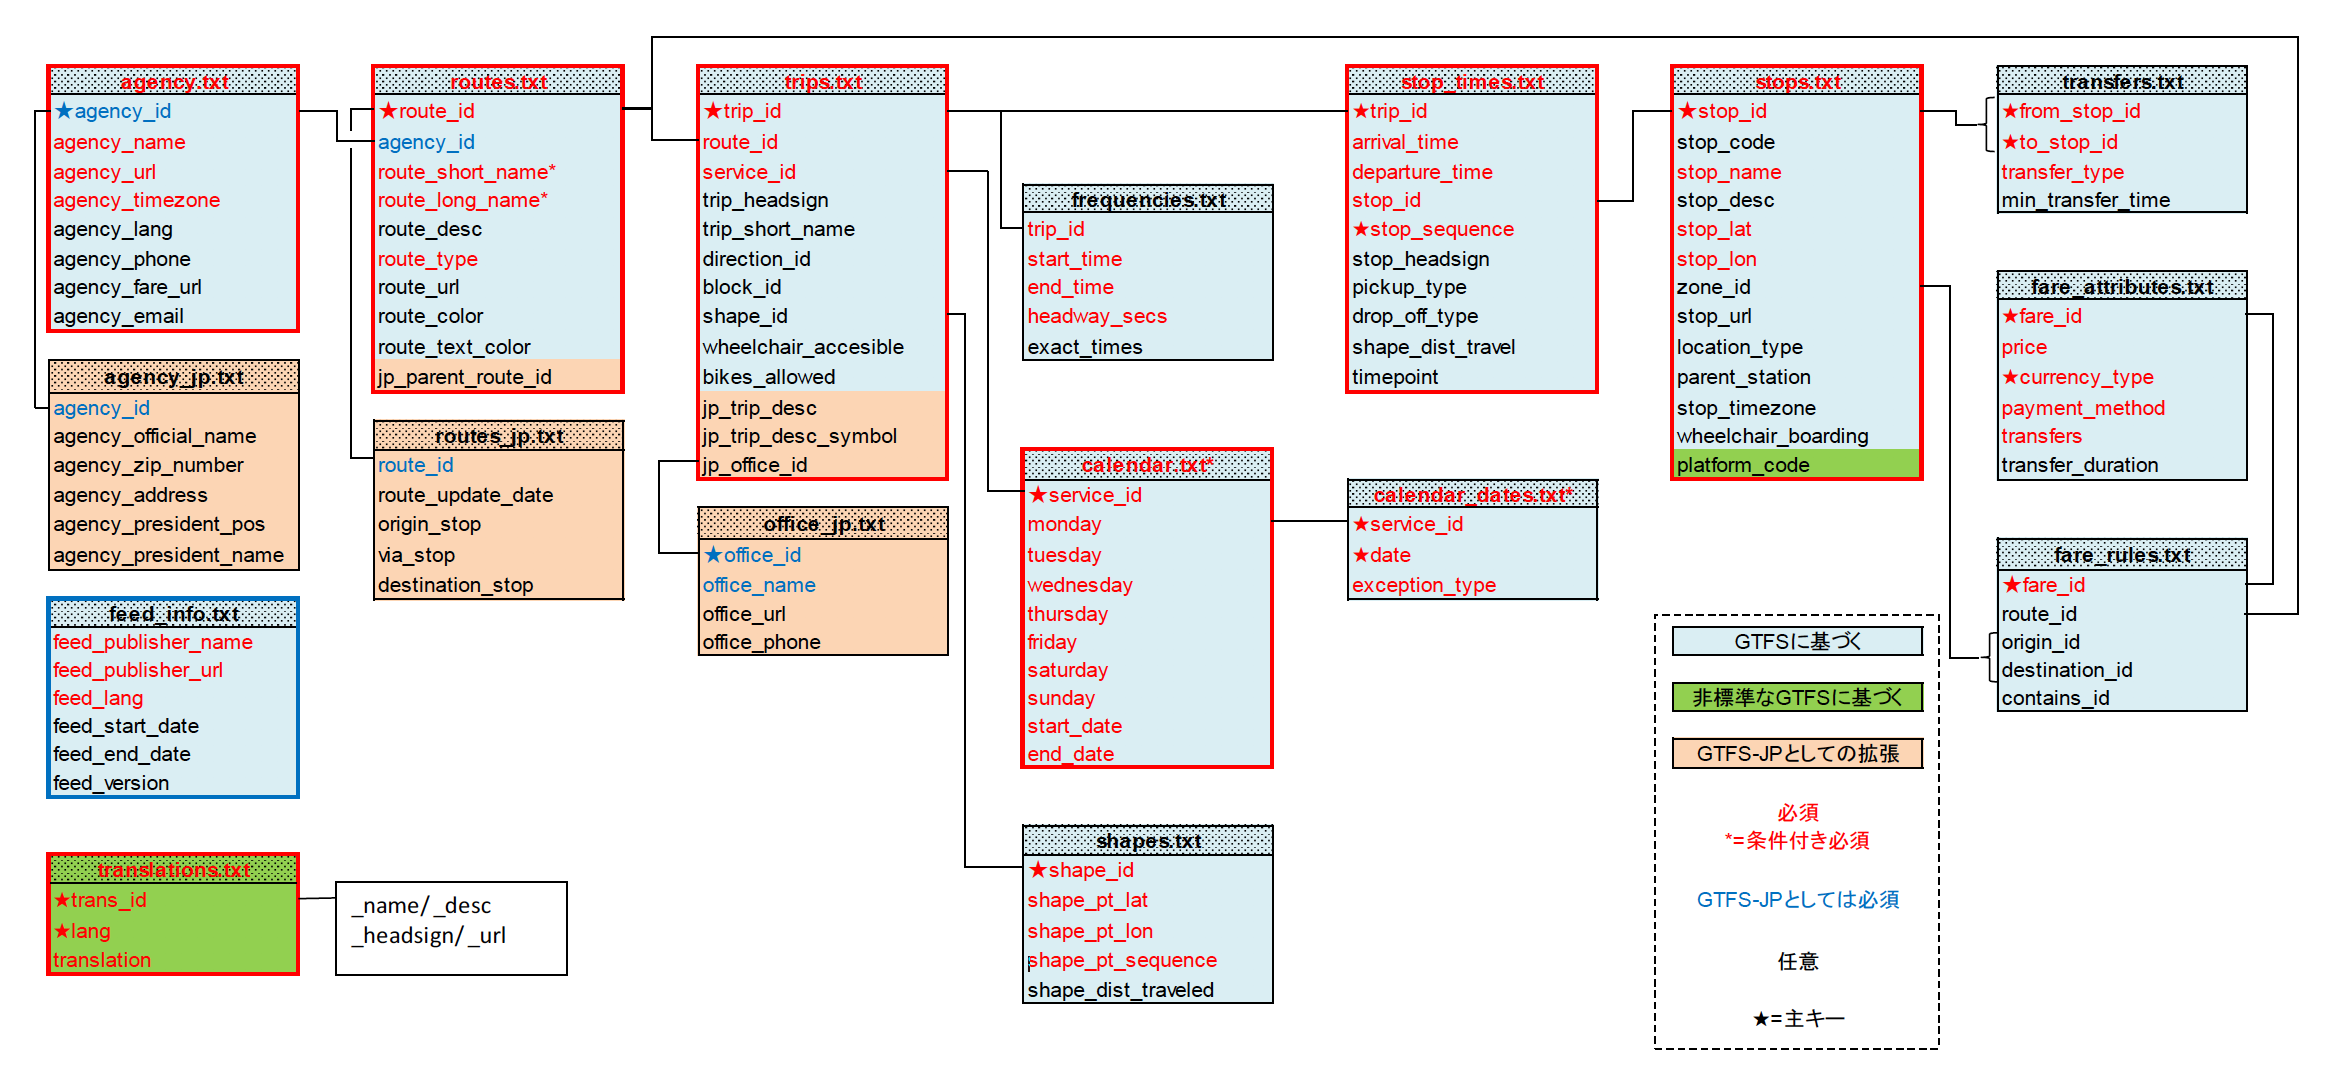 agency.txt
★agency_id
agency_name
agency_url
agency_timezone
agency_lang
agency_phone
agency_fare_url
agency_email
agency_jp.txt
agency_id
agency_official_name
agency_zip_number
agency_address
agency_president_pos
agency_president_name
feed_info.txt
feed_publisher_name
feed_publisher_url
feed_lang
feed_start_date
feed_end_date
feed_version
translations.txt
★trans_id
★lang
translation
_name/_desc
_headsign/_url
routes.txt
★route_id
agency_id
route_short_name*
route_long_name*
route_desc
route_type
route_url
route_color
route_text_color
jp_parent_route_id
routes_jp.txt
route_id
route_update_date
origin_stop
via_stop
destination_stop
trips.txt
★trip_id
route_id
service_id
trip_headsign
trip_short_name
direction_id
block_id
shape_id
wheelchair_accesible
bikes_allowed
jp_trip_desc
jp_trip_desc_symbol
jp_office_id
office_jp.txt
★office_id
office_name
office_url
office_phone
frequencies.txt
trip_id
start_time
end_time
headway_secs
exact_times
calendar.txt*
★service_id
monday
tuesday
wednesday
thursday
friday
saturday
sunday
start_date
end_date
shapes.txt
★shape_id
shape_pt_lat
shape_pt_lon
shape_pt_sequence
shape_dist_traveled
stop_times.txt
★trip_id
arrival_time
departure_time
stop_id
★stop_sequence
stop_headsign
pickup_type
drop_off_type
shape_dist_travel
timepoint
calendar_dates.txt*
★service_id
★date
exception_type
stops.txt
★stop_id
stop_code
stop_name
stop_desc
stop_lat
stop_lon
zone_id
stop_url
location_type
parent_station
stop_timezone
wheelchair_boarding
platform_code
transfers.txt
★from_stop_id
★to_stop_id
transfer_type
min_transfer_time
fare_attributes.txt
★fare_id
price
★currency_type
payment_method
transfers
transfer_duration
fare_rules.txt
★fare_id
route_id
origin_id
destination_id
contains_id
GTFSに基づく
非標準なGTFSに基づく
GTFS-JPとしての拡張
必須
*=条件付き必須
GTFS-JPとしては必須
任意
★=主キー